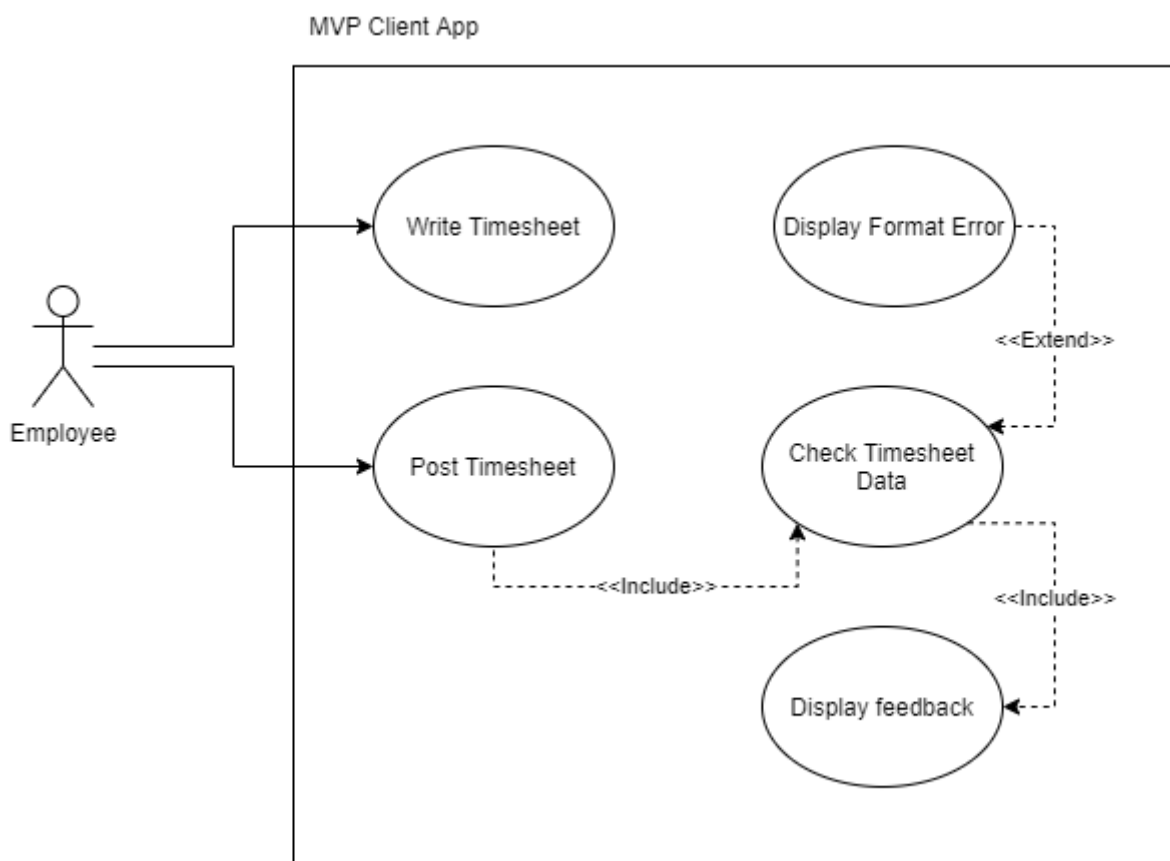 MVP Client App
Write Timesheet
Display Format Error
<<Extend>>
Employee
Post Timesheet
Check Timesheet
Data
<<Include>>
<<Include>>
Display feedback